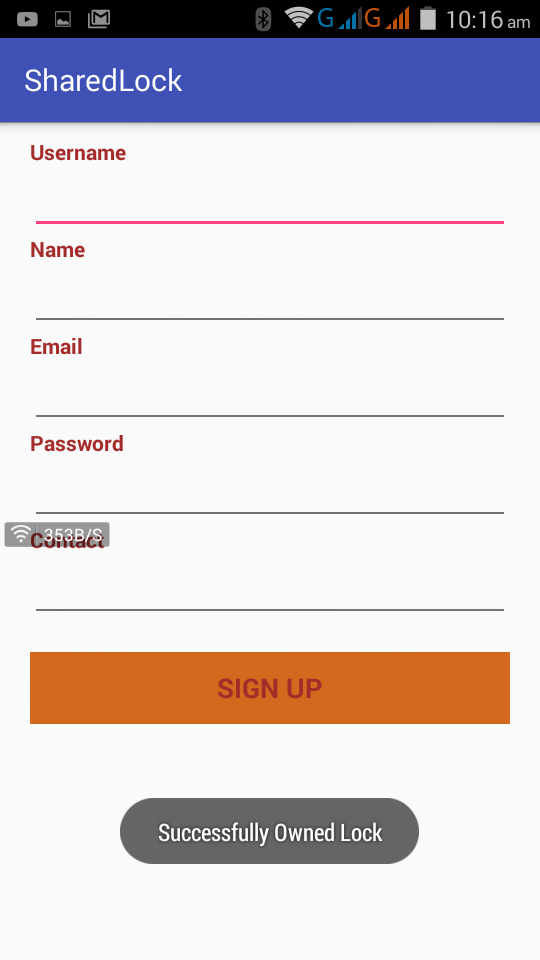 G G 10:16 am
SharedLock
Username
Name
Email
Password
353B/S
Contact
SIGN UP
Successfully Owned Lock